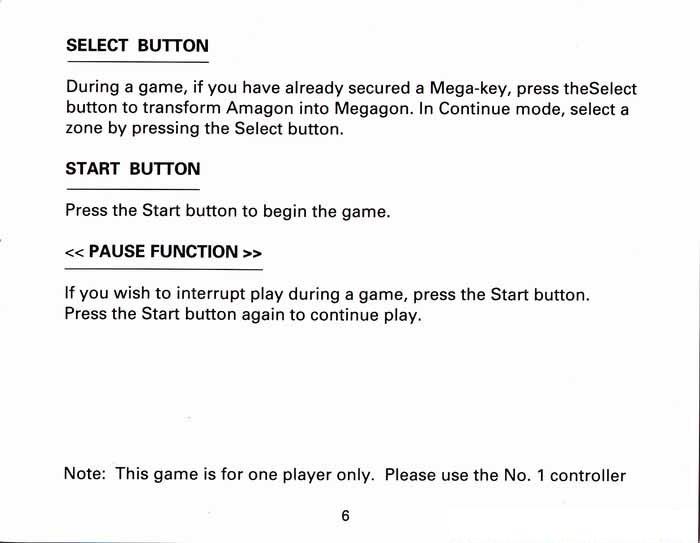 SELECT BUTTON
During a game, if you have already secured a Mega-key, press theSelect
button to transform Amagon into Megagon. In Continue mode, select a
zone by pressing the Select button.
START BUTTON
Press the Start button to begin the game.
<< PAUSE FUNCTION >>
If you wish to interrupt play during a game, press the Start button.
Press the Start button again to continue play.
Note: This game is for one player only. Please use the No. 1 controller
6